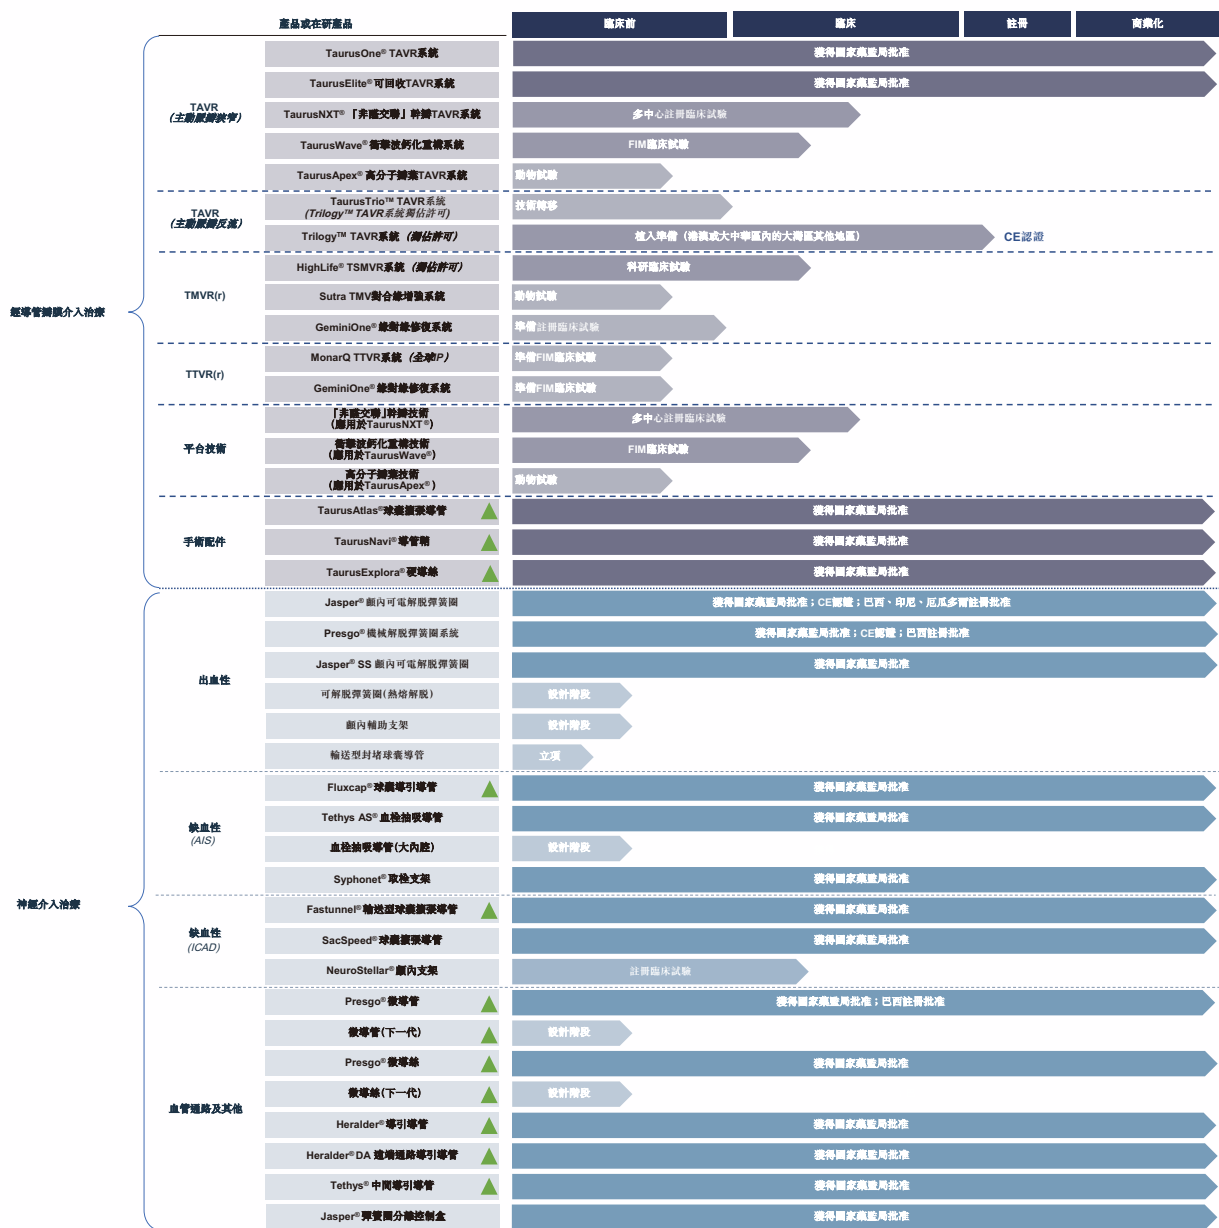 產品或在研產品 臨床前 臨床 註冊 商業化
經導管瓣膜介入治療
TAVR
(主動脈瓣狹窄)
TaurusOne® TAVR系統 獲得國家藥監局批准
TaurusElite® 可回收TAVR系統 獲得國家藥監局批准
TaurusNXT® 「非醛交聯」幹瓣TAVR系統 多中心註冊臨床試驗
TaurusWave® 衝擊波鈣化重構系統 FIM臨床試驗
TaurusApex® 高分子瓣葉TAVR系統 動物試驗
TAVR
(主動脈瓣反流)
TaurusTrio™ TAVR系統
(Trilogy™ TAVR系統獨佔許可) 技術轉移
Trilogy™ TAVR系統 (獨佔許可) 植入準備（港澳或大中華區內的大灣區其他地區） CE認證
TMVR(r)
HighLife® TSMVR系統 (獨佔許可) 科研臨床試驗
Sutra TMV對合緣增強系統 動物試驗
GeminiOne® 緣對緣修復系統 準備註冊臨床試驗
TTVR(r)
MonarQ TTVR系統 (全球IP) 準備FIM臨床試驗
GeminiOne® 緣對緣修復系統 準備FIM臨床試驗
平台技術
「非醛交聯」幹瓣技術
(應用於TaurusNXT®) 多中心註冊臨床試驗
衝擊波鈣化重構技術
(應用於TaurusWave®) FIM臨床試驗
高分子瓣葉技術
(應用於TaurusApex®) 動物試驗
手術配件
TaurusAtlas®球囊擴張導管 獲得國家藥監局批准
TaurusNavi® 導管鞘 獲得國家藥監局批准
TaurusExplora® 硬導絲 獲得國家藥監局批准
神經介入治療
出血性
Jasper® 顱內可電解脫彈簧圈 獲得國家藥監局批准；CE認證；巴西、印尼、厄瓜多爾註冊批准
Presgo® 機械解脫彈簧圈系統 獲得國家藥監局批准；CE認證；巴西註冊批准
Jasper® SS 顱內可電解脫彈簧圈 獲得國家藥監局批准
可解脫彈簧圈(熱熔解脫) 設計階段
顱內輔助支架 設計階段
輸送型封堵球囊導管 立項
缺血性
(AIS)
Fluxcap® 球囊導引導管 獲得國家藥監局批准
Tethys AS® 血栓抽吸導管 獲得國家藥監局批准
血栓抽吸導管(大內腔) 設計階段
Syphonet® 取栓支架 獲得國家藥監局批准
缺血性
(ICAD)
Fastunnel® 輸送型球囊擴張導管 獲得國家藥監局批准
SacSpeed® 球囊擴張導管 獲得國家藥監局批准
NeuroStellar® 顱內支架 註冊臨床試驗
血管通路及其他
Presgo® 微導管 獲得國家藥監局批准；巴西註冊批准
微導管(下一代) 設計階段
Presgo® 微導絲 獲得國家藥監局批准
微導絲(下一代) 設計階段
Heralder® 導引導管 獲得國家藥監局批准
Heralder® DA 遠端通路導引導管 獲得國家藥監局批准
Tethys® 中間導引導管 獲得國家藥監局批准
Jasper® 彈簧圈分離控制盒 獲得國家藥監局批准